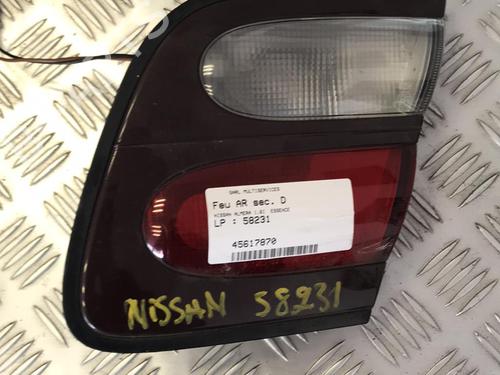 SARL MULTISERVICES
Feu AR sec. D
NISSAN ALMERA 1.6I ESSENCE
LP : 58231
45617870
NISSAN 58231